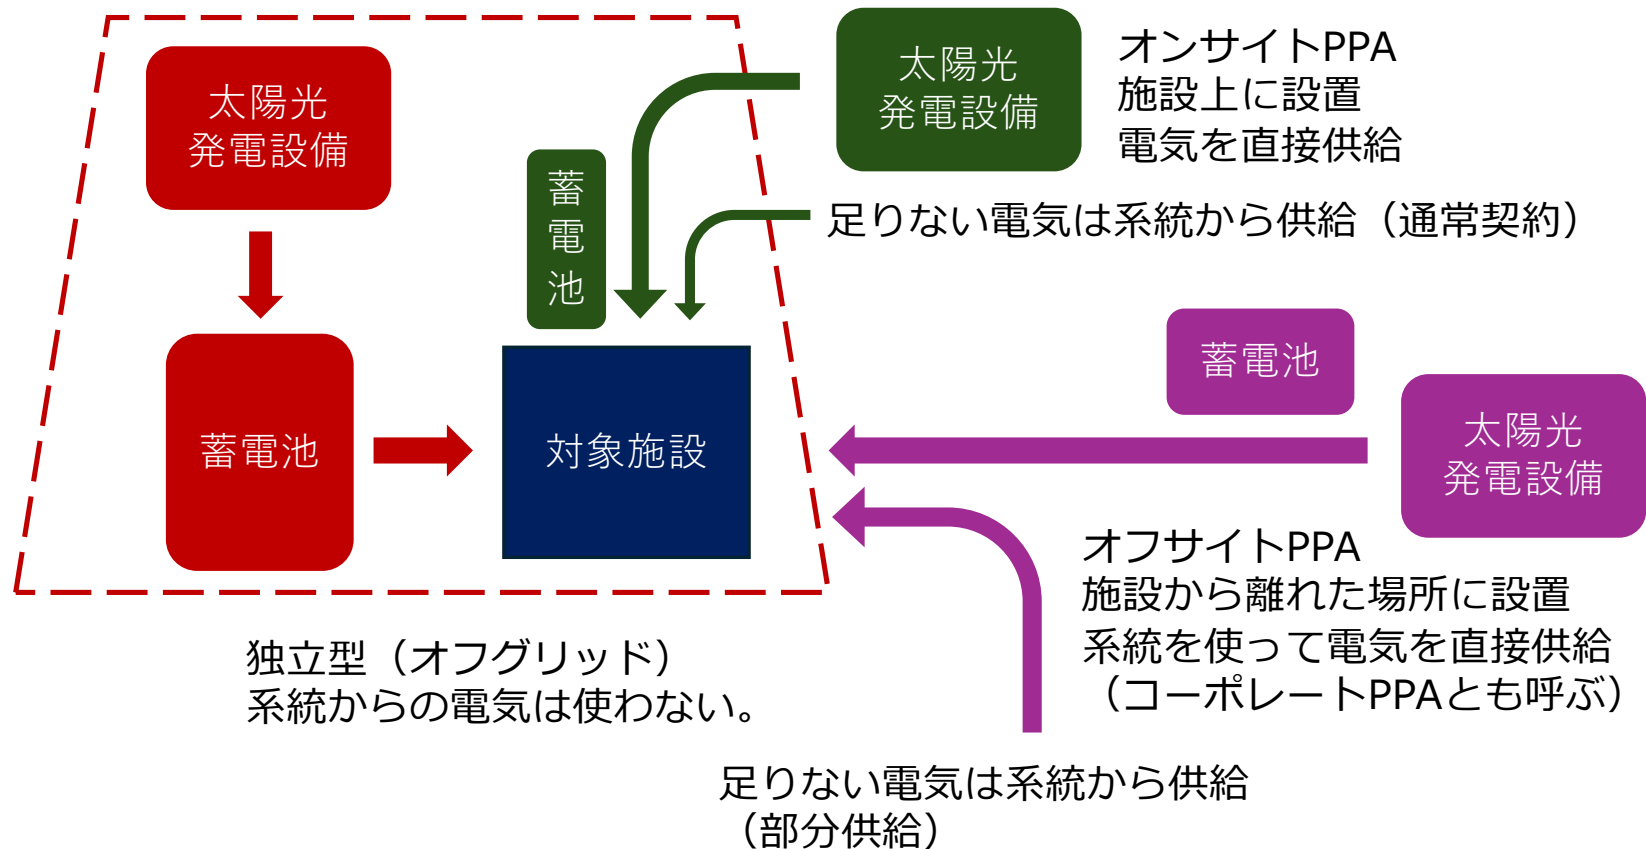 太陽光
発電設備
蓄電池
対象施設
独立型（オフグリッド）
系統からの電気は使わない。
蓄
電
池
太陽光
発電設備
オンサイトPPA
施設上に設置
電気を直接供給
足りない電気は系統から供給（通常契約）
蓄電池
太陽光
発電設備
オフサイトPPA
施設から離れた場所に設置
系統を使って電気を直接供給
（コーポレートPPAとも呼ぶ）
足りない電気は系統から供給
（部分供給）